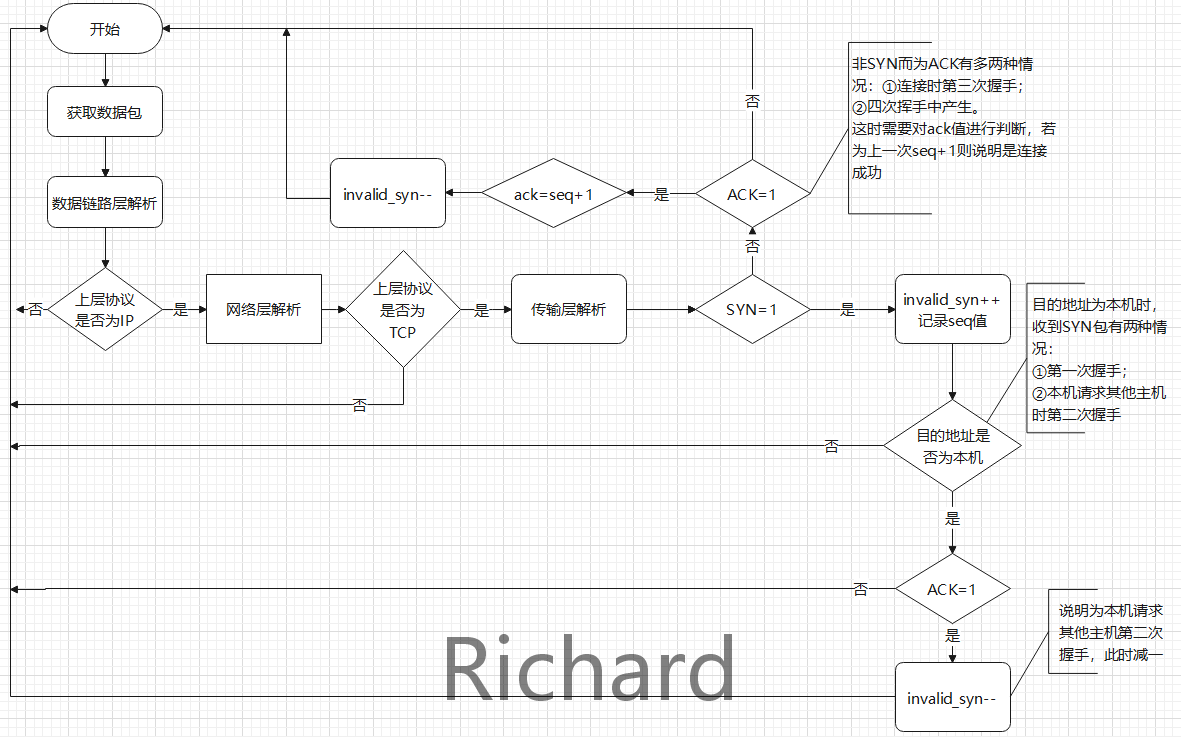 开始
获取数据包
数据链路层解析
上层协议
是否为IP
否
是
网络层解析
上层协议
是否为
TCP
否
是
传输层解析
SYN=1
否
是
ACK=1
否
是
ack=seq+1
invalid_syn--
非SYN而为ACK有多两种情
况：①连接时第三次握手；
②四次挥手中产生。
这时需要对ack值进行判断，若
为上一次seq+1则说明是连接
成功
invalid_syn++
记录seq值
目的地址为本机时，
收到SYN包有两种情
况：
①第一次握手；
②本机请求其他主机
时第二次握手
目的地址是
否为本机
否
是
ACK=1
否
是
invalid_syn--
说明为本机请求
其他主机第二次
握手，此时减一
Richard